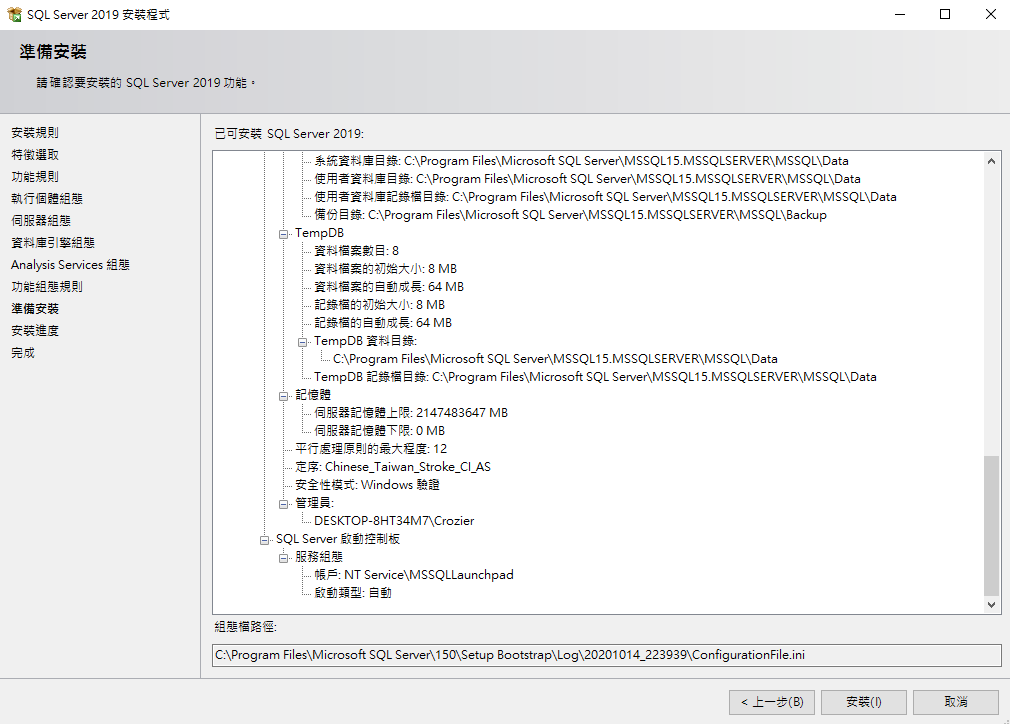 SQL Server 2019 安裝程式
準備安裝
請確認要安裝的 SQL Server 2019 功能。
安裝規則
特徵選取
功能規則
執行個體組態
伺服器組態
資料庫引擎組態
Analysis Services 組態
功能組態規則
準備安裝
安裝進度
完成
已可安裝 SQL Server 2019:
系統資料庫目錄: C:\Program Files\Microsoft SQL Server\MSSQL15.MSSQLSERVER\MSSQL\Data
使用者資料庫目錄: C:\Program Files\Microsoft SQL Server\MSSQL15.MSSQLSERVER\MSSQL\Data
使用者資料庫記錄檔目錄: C:\Program Files\Microsoft SQL Server\MSSQL15.MSSQLSERVER\MSSQL\Data
備份目錄: C:\Program Files\Microsoft SQL Server\MSSQL15.MSSQLSERVER\MSSQL\Backup
TempDB
資料檔案數目: 8
資料檔案的初始大小: 8 MB
資料檔案的自動成長: 64 MB
記錄檔的初始大小: 8 MB
記錄檔的自動成長: 64 MB
TempDB 資料目錄:
C:\Program Files\Microsoft SQL Server\MSSQL15.MSSQLSERVER\MSSQL\Data
TempDB 記錄檔目錄: C:\Program Files\Microsoft SQL Server\MSSQL15.MSSQLSERVER\MSSQL\Data
記憶體
伺服器記憶體上限: 2147483647 MB
伺服器記憶體下限: 0 MB
平行處理原則的最大程度: 12
定序: Chinese_Taiwan_Stroke_CI_AS
安全性模式: Windows 驗證
管理員:
DESKTOP-8HT34M7\Crozier
SQL Server 啟動控制板
服務組態
帳戶: NT Service\MSSQLLaunchpad
啟動類型: 自動
組態檔路徑:
C:\Program Files\Microsoft SQL Server\150\Setup Bootstrap\Log\20201014_223939\ConfigurationFile.ini
< 上一步(B)
安裝(I)
取消